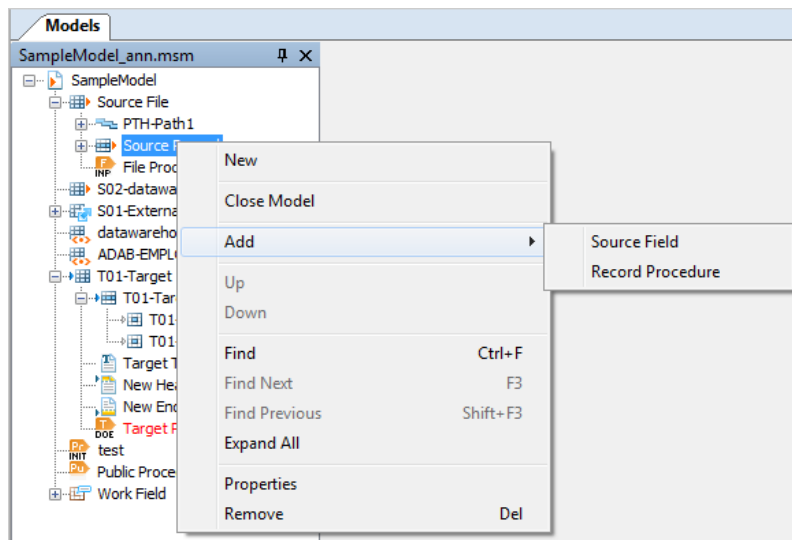 Models
SampleModel_ann.msm
SampleModel
Source File
PTH-Path1
Source
File Proc
S02-datawa
S01-Externa
datawareho
ADAB-EMPL
T01-Target
T01-Tar
T01-
T01-
Target T
New Hea
New End
Target P
test
Public Proce
Work Field
F
INP
T
DOE
Pr
INIT
Pu
New
Close Model
Add
Up
Down
Find Ctrl+F
Find Next F3
Find Previous Shift+F3
Expand All
Properties
Remove Del
Source Field
Record Procedure